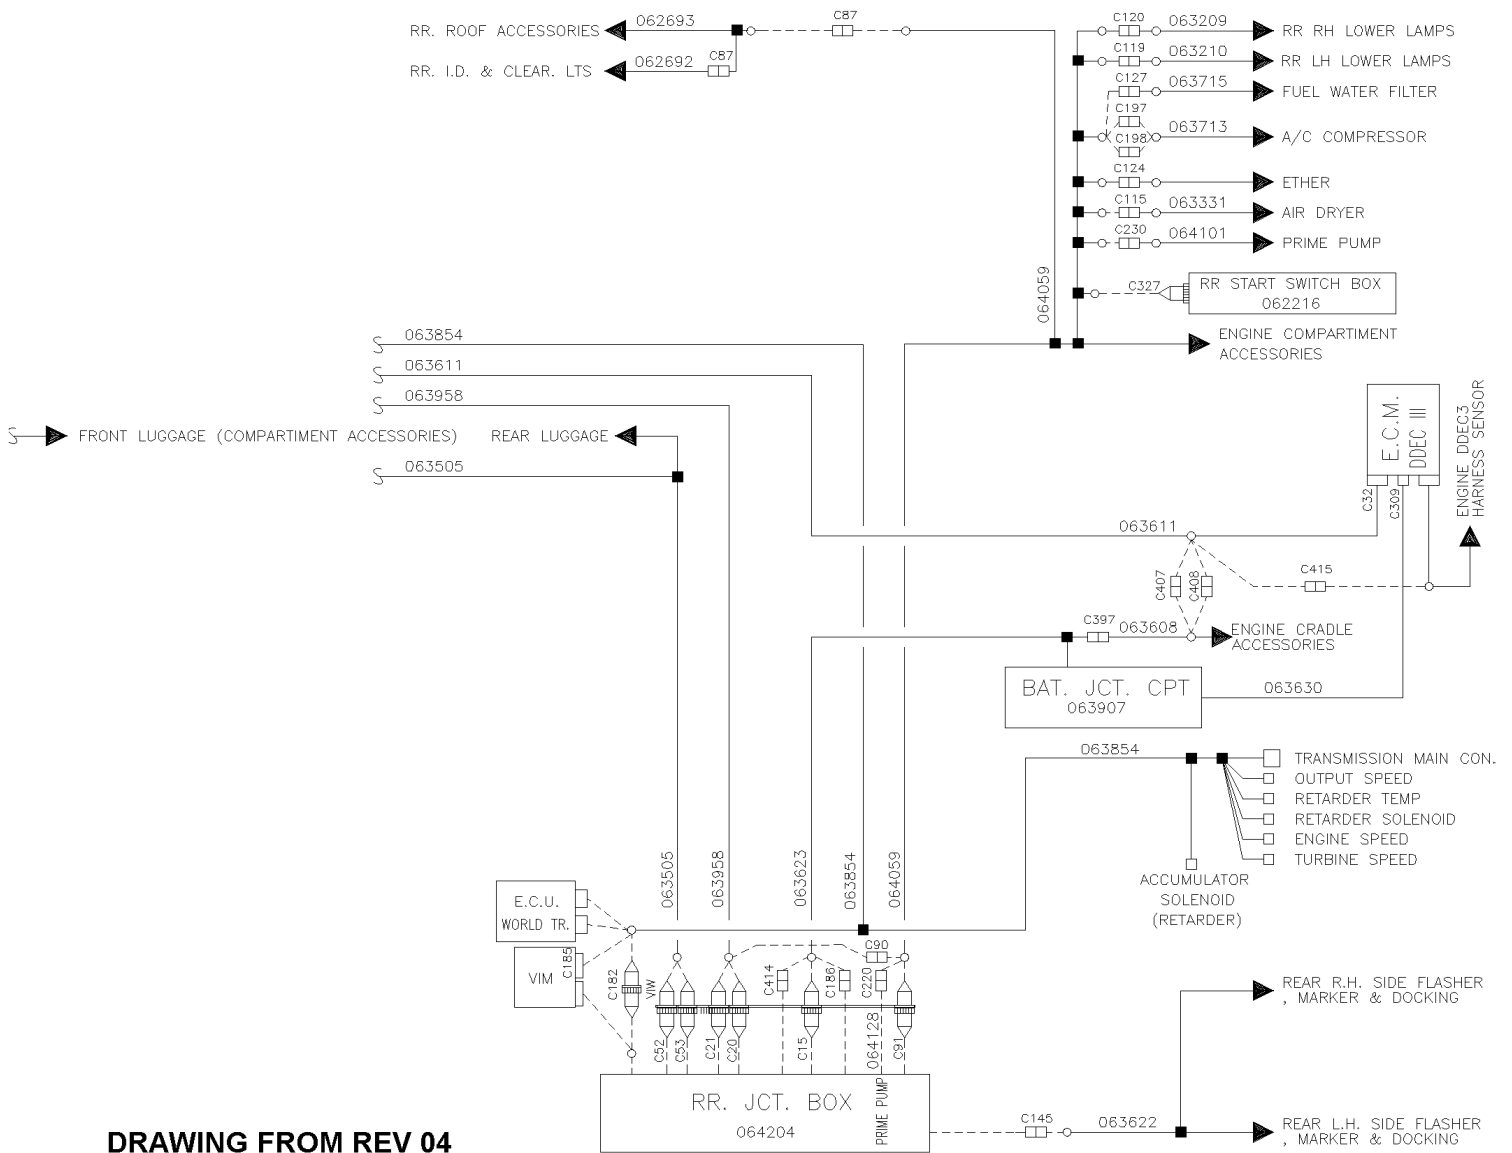 RR. ROOF ACCESSORIES
062693
C87
RR. I.D. & CLEAR. LTS
062692
C87
C120
063209
RR RH LOWER LAMPS
C119
063210
RR LH LOWER LAMPS
C127
063715
FUEL WATER FILTER
C197
063713
A/C COMPRESSOR
C198
C124
ETHER
C115
063331
AIR DRYER
C230
064101
PRIME PUMP
064059
C327
RR START SWITCH BOX
062216
ENGINE COMPARTMENT
ACCESSORIES
063854
063611
063958
FRONT LUGGAGE (COMPARTMENT ACCESSORIES)
REAR LUGGAGE
063505
E.C.M.
DDEC III
C32
C309
ENGINE DDEC3
HARNESS SENSOR
063611
C407
C408
C415
C397
063608
ENGINE CRADLE
ACCESSORIES
BAT. JCT. CPT
063907
063630
063854
TRANSMISSION MAIN CON.
OUTPUT SPEED
RETARDER TEMP
RETARDER SOLENOID
ENGINE SPEED
TURBINE SPEED
ACCUMULATOR
SOLENOID
(RETARDER)
063505
063958
063623
063854
064059
E.C.U.
WORLD TR.
VIM
C185
C182
VIW
C90
C414
C186
C220
C52
C53
C21
C20
C15
064128
C91
RR. JCT. BOX
064204
PRIME PUMP
C145
063622
REAR R.H. SIDE FLASHER
, MARKER & DOCKING
REAR L.H. SIDE FLASHER
, MARKER & DOCKING
DRAWING FROM REV 04